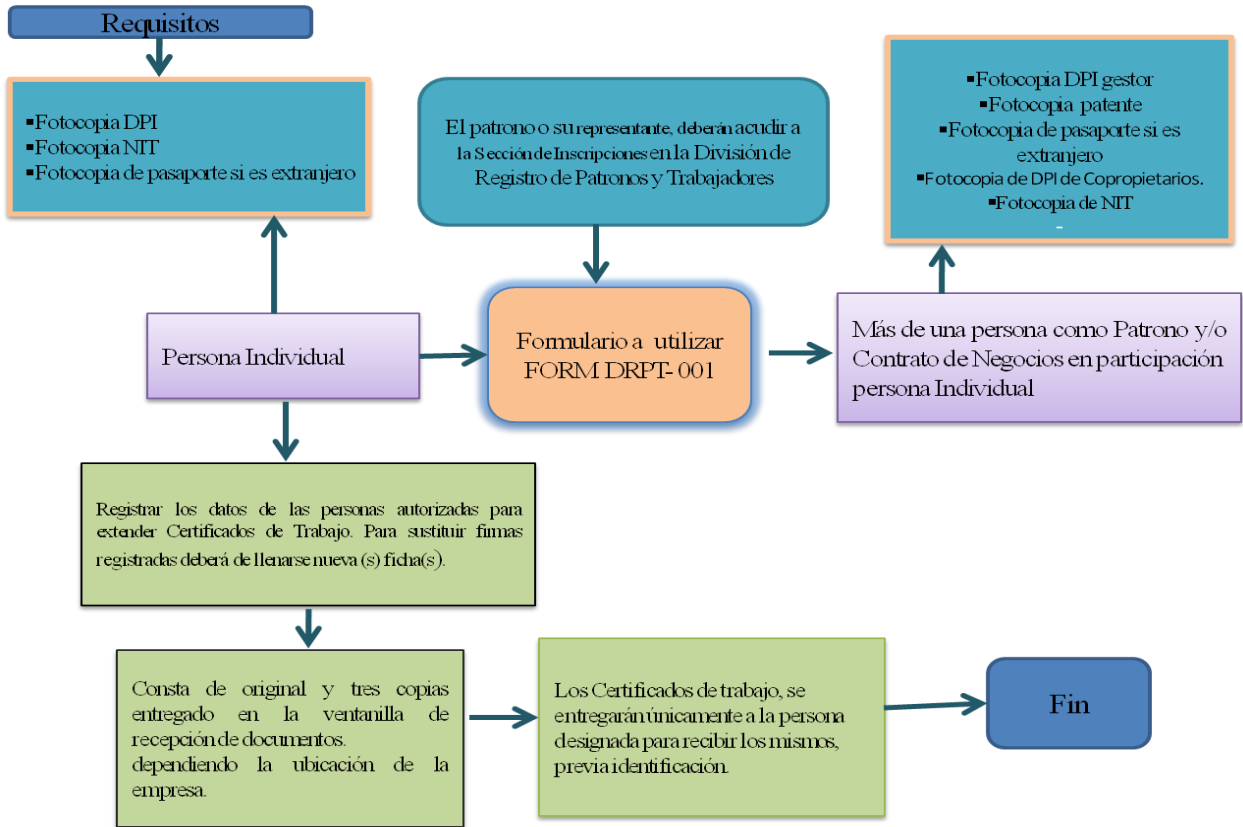 Requisitos
▪Fotocopia DPI
▪Fotocopia NIT
▪Fotocopia de pasaporte si es extranjero
El patrono o su representante, deberán acudir a
la Sección de Inscripciones en la División de
Registro de Patronos y Trabajadores
▪Fotocopia DPI gestor
▪Fotocopia patente
▪Fotocopia de pasaporte si es
extranjero
▪Fotocopia de DPI de Copropietarios.
▪Fotocopia de NIT
-
Persona Individual
Formulario a utilizar
FORM DRPT- 001
Más de una persona como Patrono y/o
Contrato de Negocios en participación
persona Individual
Registrar los datos de las personas autorizadas para
extender Certificados de Trabajo. Para sustituir firmas
registradas deberá de llenarse nueva (s) ficha(s).
Consta de original y tres copias
entregado en la ventanilla de
recepción de documentos.
dependiendo la ubicación de la
empresa.
Los Certificados de trabajo, se
entregarán únicamente a la persona
designada para recibir los mismos,
previa identificación.
Fin